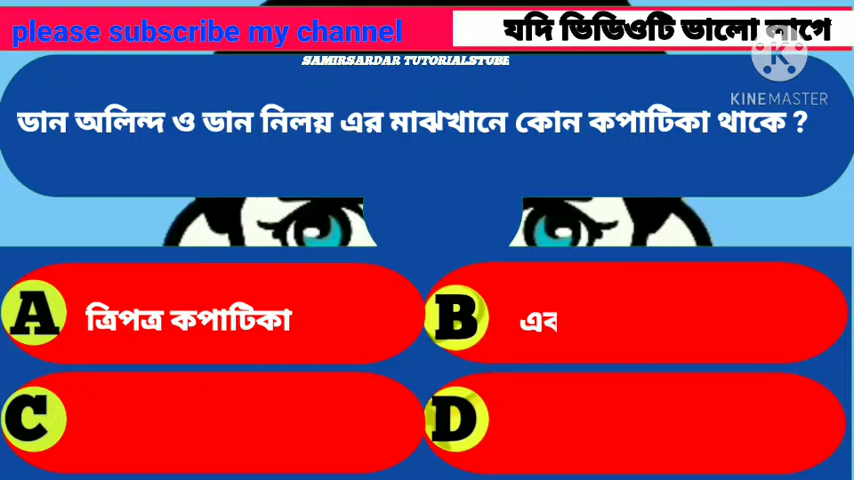 please subscribe my channel
যদি ভিডিওটি ভালো লাগে
SAMIRSARDAR TUTORIALSTUBE
K
KINEMASTER
ডান অলিন্দ ও ডান নিলয় এর মাঝখানে কোন কপাটিকা থাকে ?
A ত্রিপত্র কপাটিকা
B এব
C
D